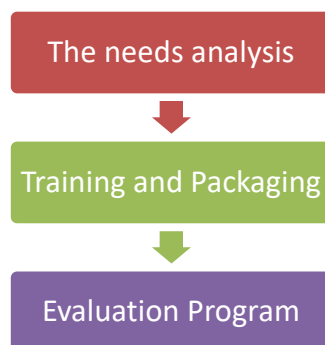 The needs analysis
Training and Packaging
Evaluation Program